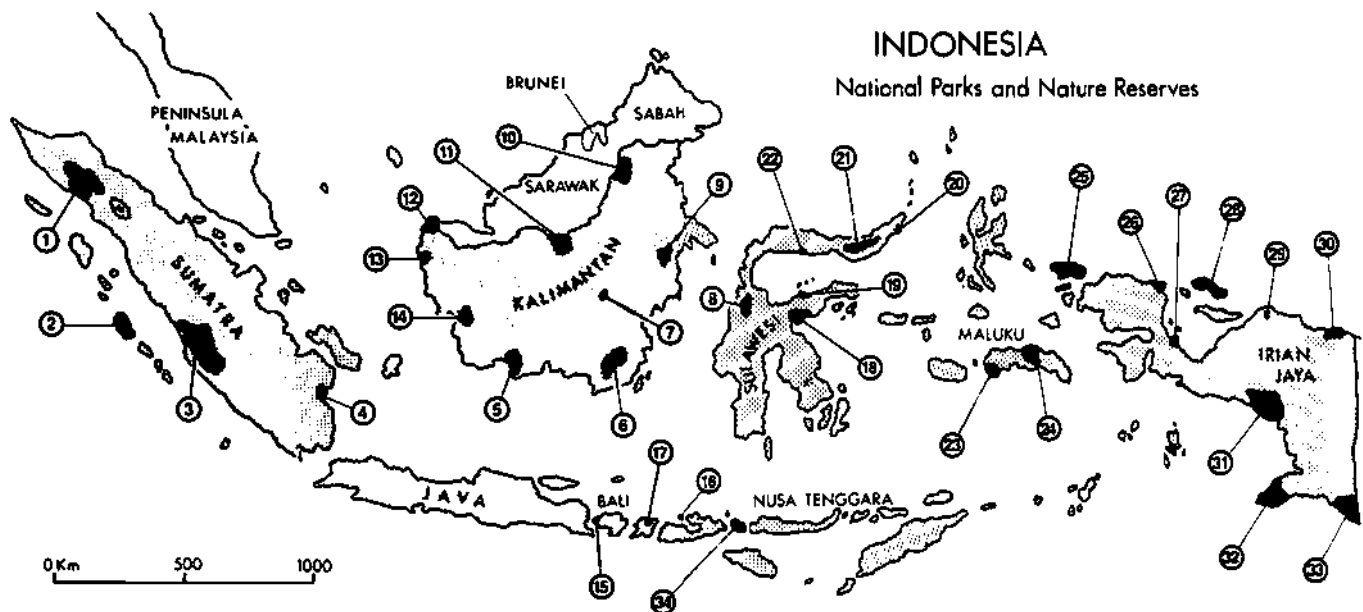 INDONESIA
National Parks and Nature Reserves
BRUNEI
SABAH
PENINSULA
MALAYSIA
10
11
22
21
20
25
27
28
SARAWAK
9
26
29
30
12
1
13
SUMATRA
KALIMANTAN
8
19
2
14
7
MALUKU
IRIAN
JAYA
SULAWESI
18
3
4
5
6
23
24
31
17
16
JAVA
BALI
NUSA TENGGARA
32
33
0 Km
500
1000
15
34